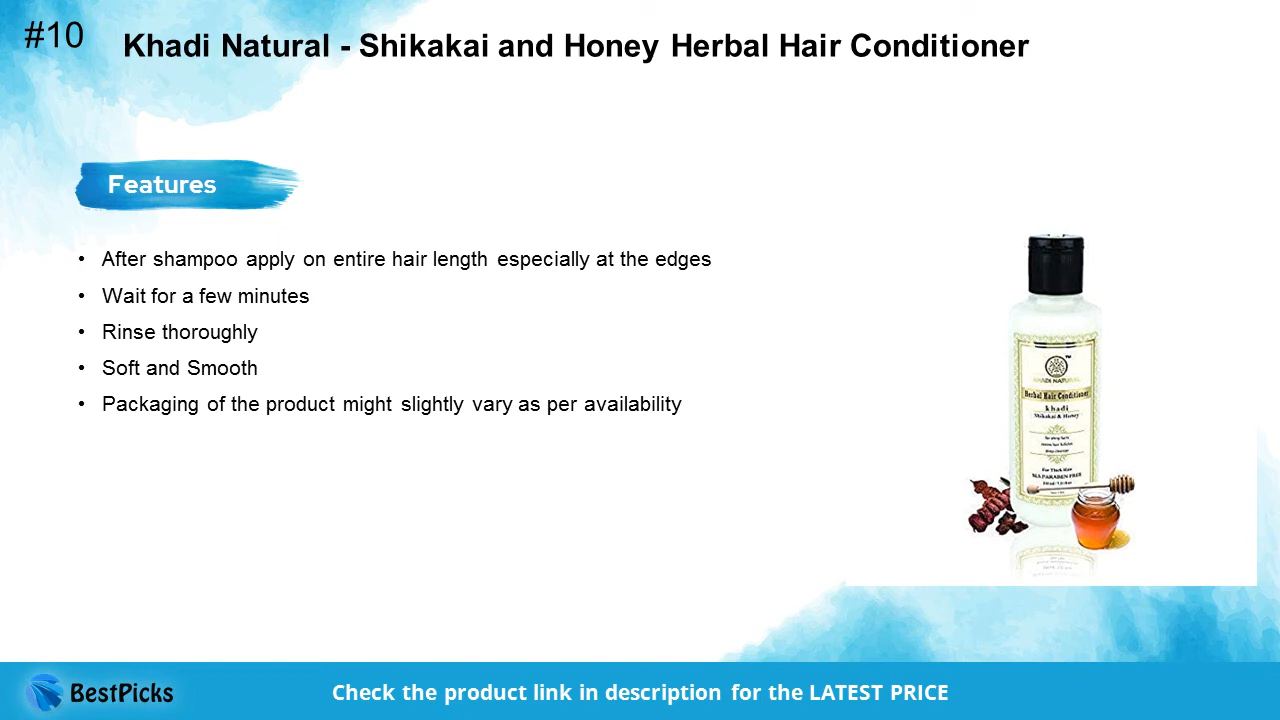 #10
Khadi Natural - Shikakai and Honey Herbal Hair Conditioner
Features
• After shampoo apply on entire hair length especially at the edges
• Wait for a few minutes
• Rinse thoroughly
• Soft and Smooth
• Packaging of the product might slightly vary as per availability
TM
KHADI NATURAL
Herbal Hair Conditioner
khadi
Shikakai & Honey
For Thick Hair
SLS PARABEN FREE
BestPicks
Check the product link in description for the LATEST PRICE